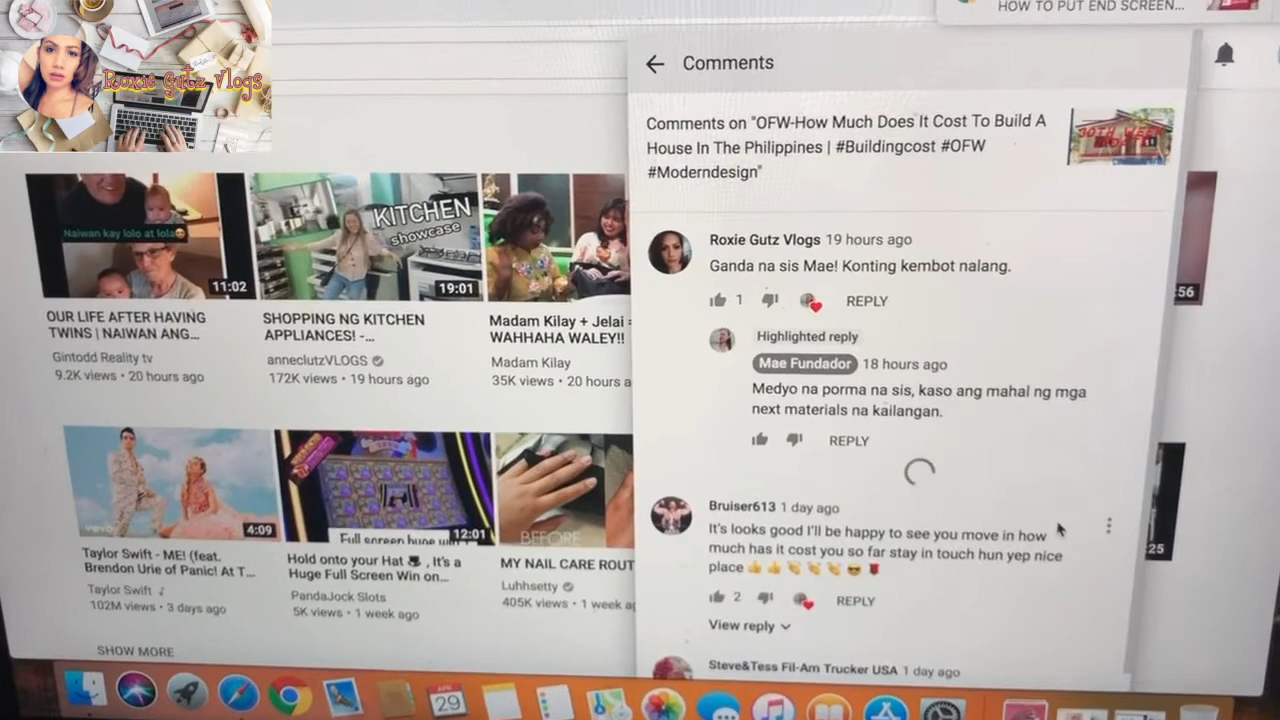 HOW TO PUT END SCREEN...
Roxie Gutz Vlogs
Comments
Comments on "OFW-How Much Does It Cost To Build A
House In The Philippines | #Buildingcost #OFW
#Moderndesign"
30TH WEEK
Naiwan kay lolo at lola
11:02
OUR LIFE AFTER HAVING
TWINS | NAIWAN ANG...
Gintodd Reality tv
9.2K views • 20 hours ago
KITCHEN
showcase
19:01
SHOPPING NG KITCHEN
APPLIANCES! -...
anneclutzVLOGS
172K views • 19 hours ago
Madam Kilay + Jelai =
WAHHAHA WALEY!!
Madam Kilay
35K views • 20 hours a
:56
Roxie Gutz Vlogs 19 hours ago
Ganda na sis Mae! Konting kembot nalang.
1
REPLY
Highlighted reply
Mae Fundador 18 hours ago
Medyo na porma na sis, kaso ang mahal ng mga
next materials na kailangan.
REPLY
Bruiser613 1 day ago
It's looks good I'll be happy to see you move in how
much has it cost you so far stay in touch hun yep nice
place 👍👍👏👏👏😎🌹
2
REPLY
View reply
Steve&Tess Fil-Am Trucker USA 1 day ago
vevo
4:09
Taylor Swift - ME! (feat.
Brendon Urie of Panic! At T...
Taylor Swift ♪
102M views • 3 days ago
Full screen huge win
12:01
Hold onto your Hat 🎩 , It's a
Huge Full Screen Win on...
PandaJock Slots
5K views • 1 week ago
BEFORE
MY NAIL CARE ROUT
Luhhsetty
405K views • 1 week ag
:25
SHOW MORE
APR
29